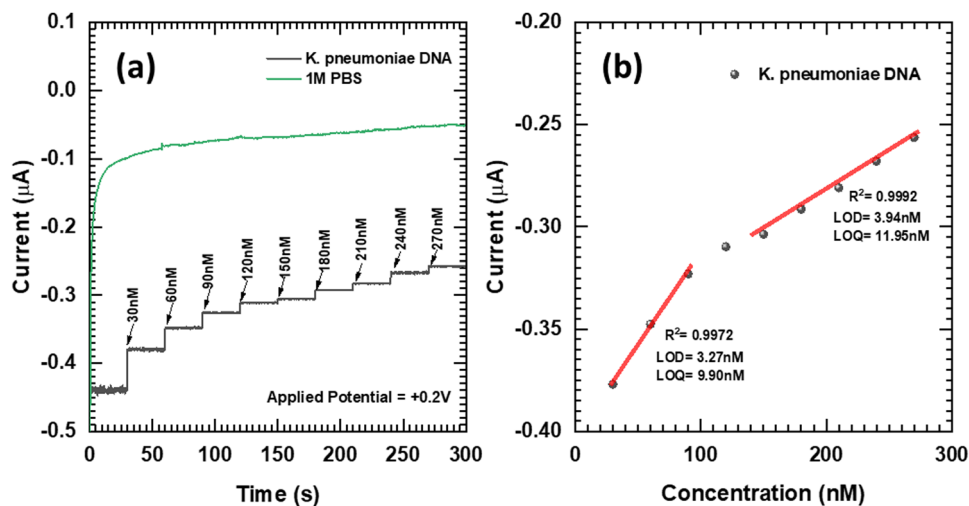 (a)
K. pneumoniae DNA
1M PBS
Current (μA)
0.1
0.0
-0.1
-0.2
-0.3
-0.4
-0.5
30nM
60nM
90nM
120nM
150nM
180nM
210nM
240nM
270nM
Applied Potential = +0.2V
0 50 100 150 200 250 300
Time (s)
(b)
K. pneumoniae DNA
Current (μA)
-0.20
-0.25
-0.30
-0.35
-0.40
R²= 0.9992
LOD= 3.94nM
LOQ= 11.95nM
R²= 0.9972
LOD= 3.27nM
LOQ= 9.90nM
0 100 200 300
Concentration (nM)